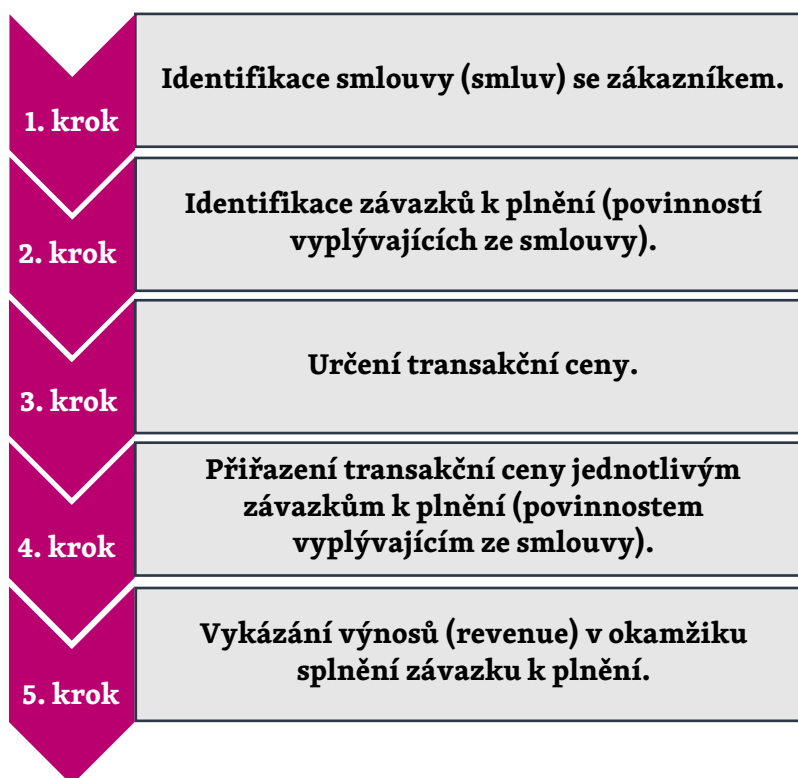 1. krok
Identifikace smlouvy (smluv) se zákazníkem.
2. krok
Identifikace závazků k plnění (povinností
vyplývajících ze smlouvy).
3. krok
Určení transakční ceny.
4. krok
Přiřazení transakční ceny jednotlivým
závazkům k plnění (povinnostem
vyplývajícím ze smlouvy).
5. krok
Vykázání výnosů (revenue) v okamžiku
splnění závazku k plnění.